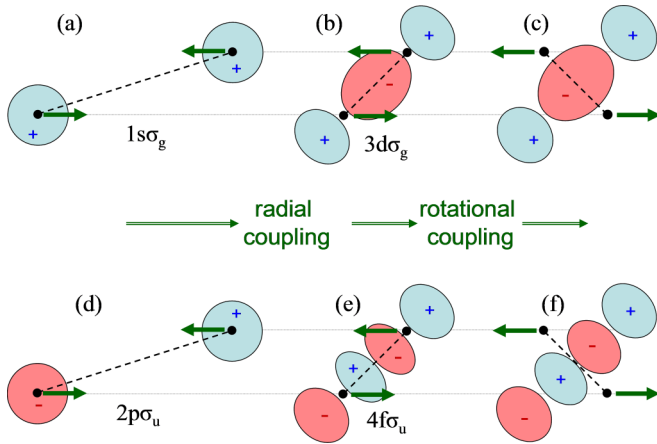 (a) (b) (c)
+ + +
- -
+ + +
1sσg 3dσg
radial rotational
coupling coupling
(d) (e) (f)
+ + +
- -
+ +
- - -
2pσu 4fσu